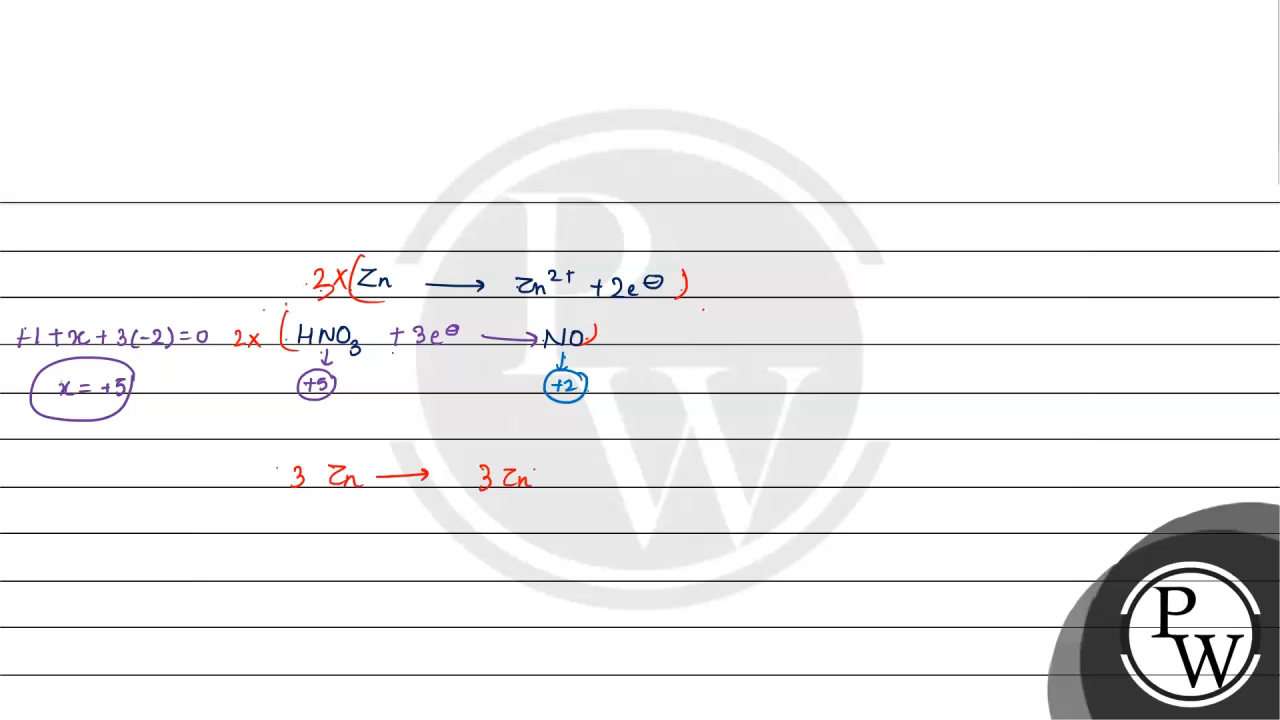 3×(Zn ⟶ Zn²⁺ + 2e⊖)
+1+x+3(-2)=0 2×(HNO₃ + 3e⊖ ⟶ NO)
x=+5 +5 +2
3 Zn ⟶ 3 Zn
P
W
P
W